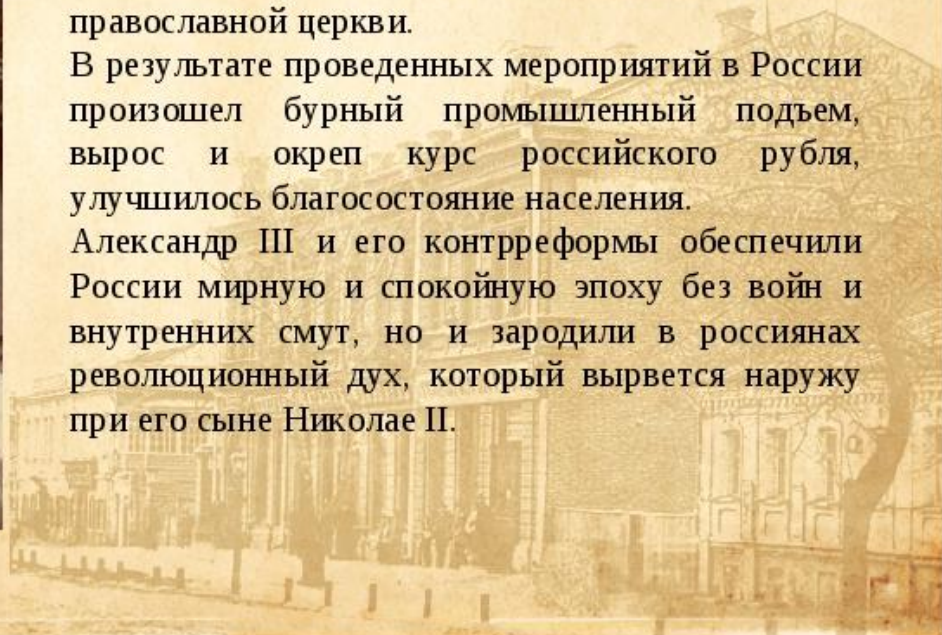 православной церкви.
В результате проведенных мероприятий в России
произошел бурный промышленный подъем,
вырос и окреп курс российского рубля,
улучшилось благосостояние населения.
Александр III и его контрреформы обеспечили
России мирную и спокойную эпоху без войн и
внутренних смут, но и зародили в россиянах
революционный дух, который вырвется наружу
при его сыне Николае II.